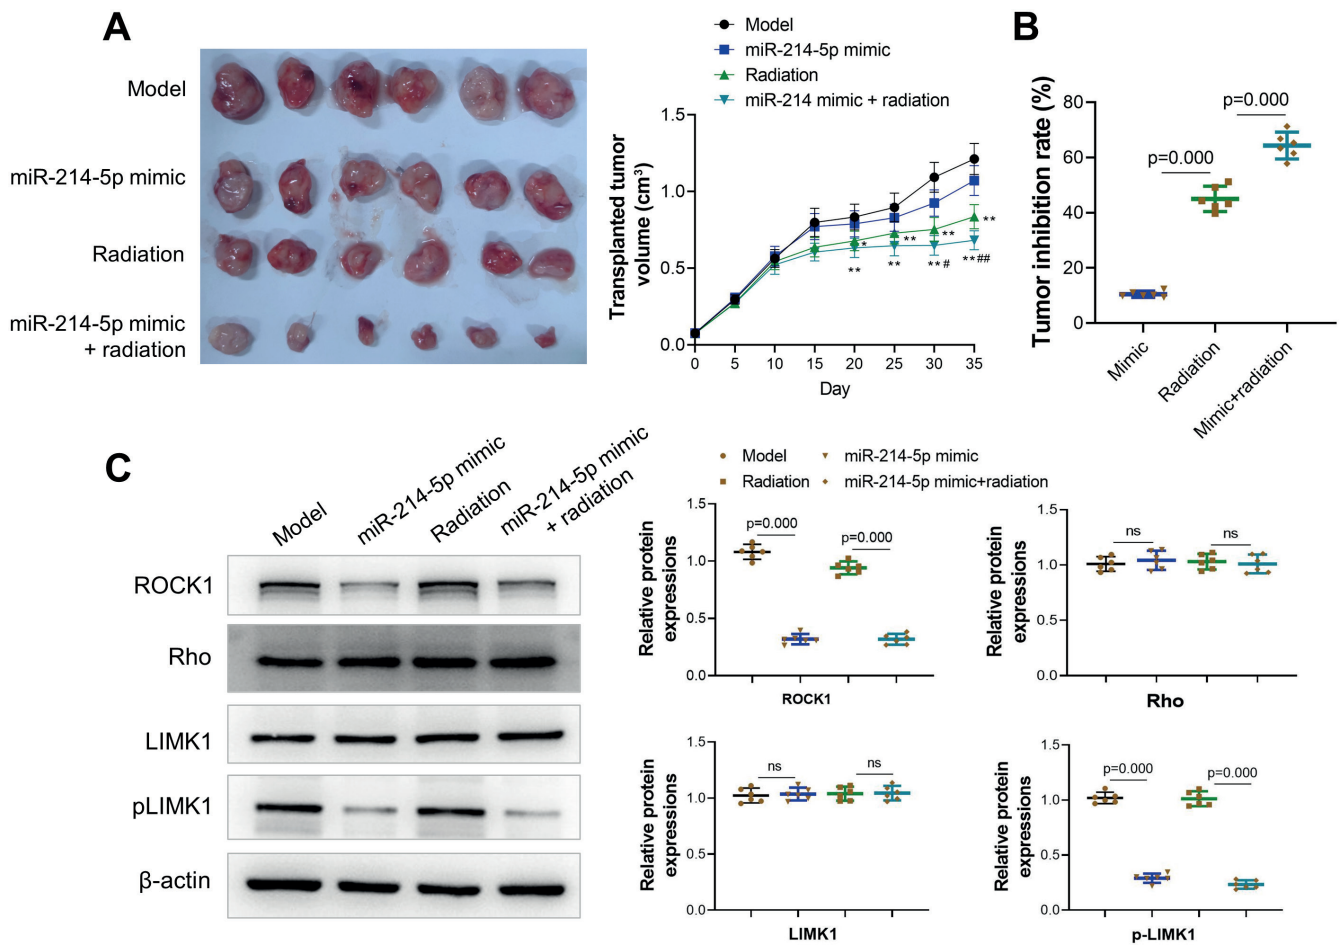 A
Model
miR-214-5p mimic
Radiation
miR-214-5p mimic
+ radiation
Model
miR-214-5p mimic
Radiation
miR-214 mimic + radiation
Transplanted tumor
volume (cm³)
1.5
1.0
0.5
0.0
0 5 10 15 20 25 30 35
Day
*
**
**
**
**
**
**#
**##
B
Tumor inhibition rate (%)
80
60
40
20
0
p=0.000
p=0.000
Mimic
Radiation
Mimic+radiation
C
Model
miR-214-5p mimic
Radiation
miR-214-5p mimic
+ radiation
ROCK1
Rho
LIMK1
pLIMK1
β-actin
Model
miR-214-5p mimic
Radiation
miR-214-5p mimic+radiation
Relative protein
expressions
1.5
1.0
0.5
0.0
p=0.000
p=0.000
ROCK1
Relative protein
expressions
1.5
1.0
0.5
0.0
ns
ns
Rho
Relative protein
expressions
1.5
1.0
0.5
0.0
ns
ns
LIMK1
Relative protein
expressions
1.5
1.0
0.5
0.0
p=0.000
p=0.000
p-LIMK1